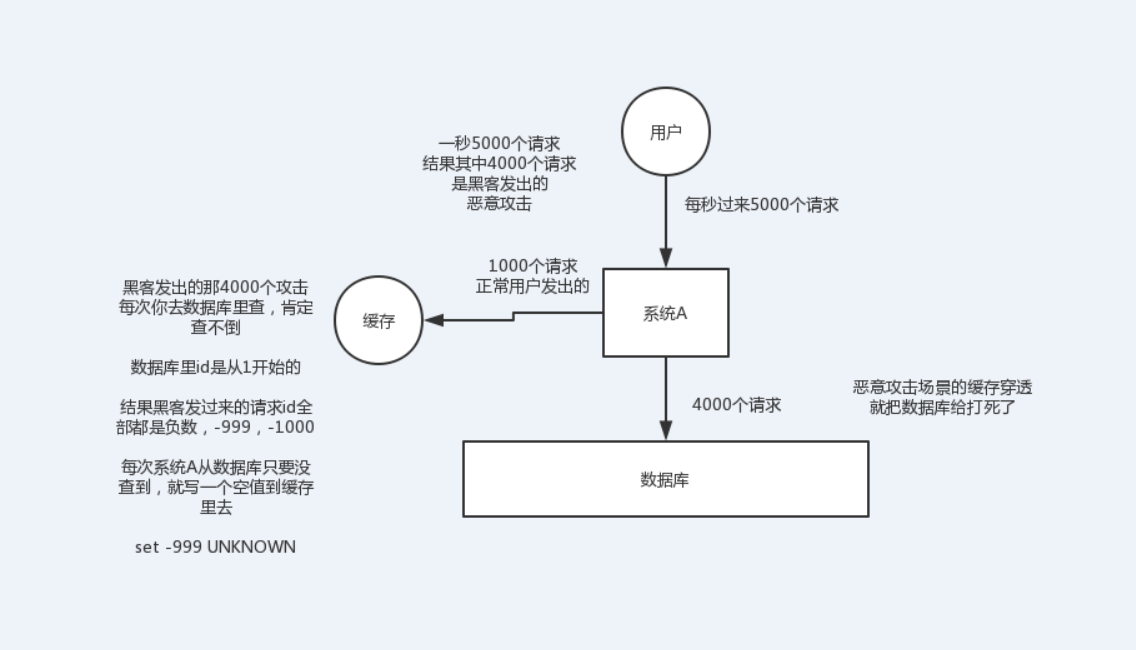 用户
一秒5000个请求
结果其中4000个请求
是黑客发出的
恶意攻击
每秒过来5000个请求
1000个请求
正常用户发出的
系统A
缓存
黑客发出的那4000个攻击
每次你去数据库里查，肯定
查不倒
数据库里id是从1开始的
结果黑客发过来的请求id全
部都是负数，-999，-1000
每次系统A从数据库只要没
查到，就写一个空值到缓存
里去
set -999 UNKNOWN
4000个请求
恶意攻击场景的缓存穿透
就把数据库给打死了
数据库